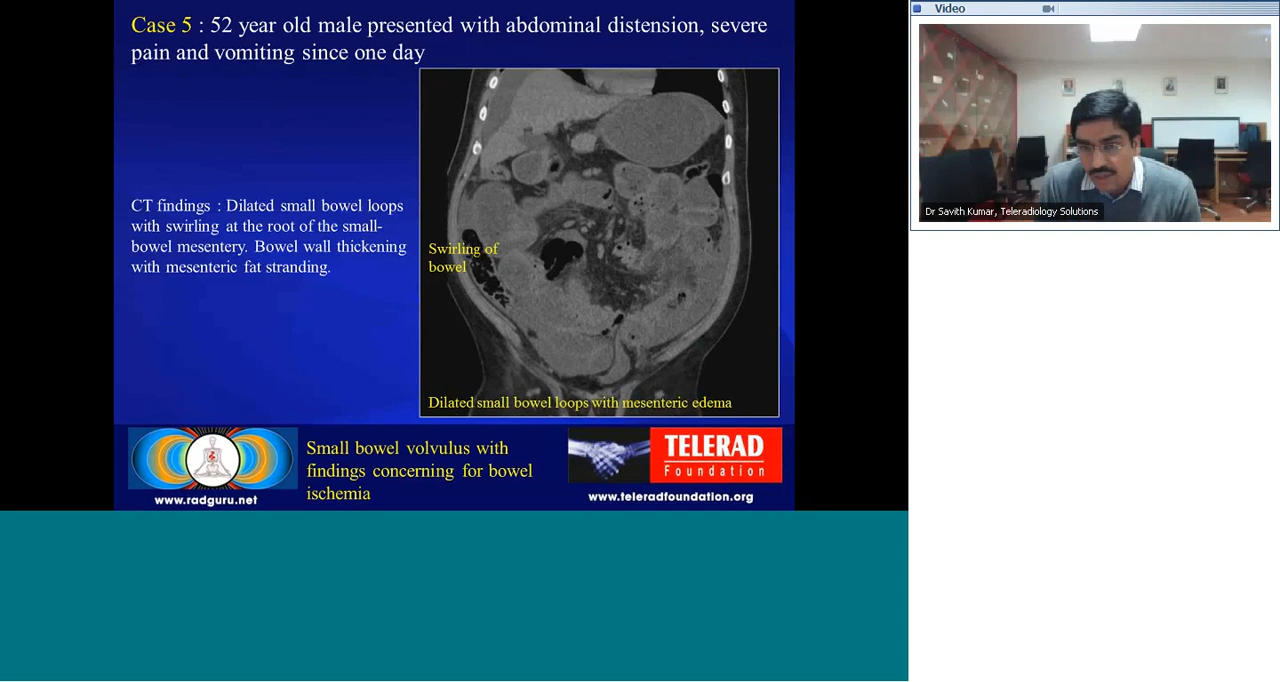 Case 5 : 52 year old male presented with abdominal distension, severe
pain and vomiting since one day
CT findings : Dilated small bowel loops
with swirling at the root of the small-
bowel mesentery. Bowel wall thickening
with mesenteric fat stranding.
Swirling of
bowel
Dilated small bowel loops with mesenteric edema
www.radguru.net
Small bowel volvulus with
findings concerning for bowel
ischemia
TELERAD
Foundation
www.teleradfoundation.org
Video
Dr Savith Kumar, Teleradiology Solutions